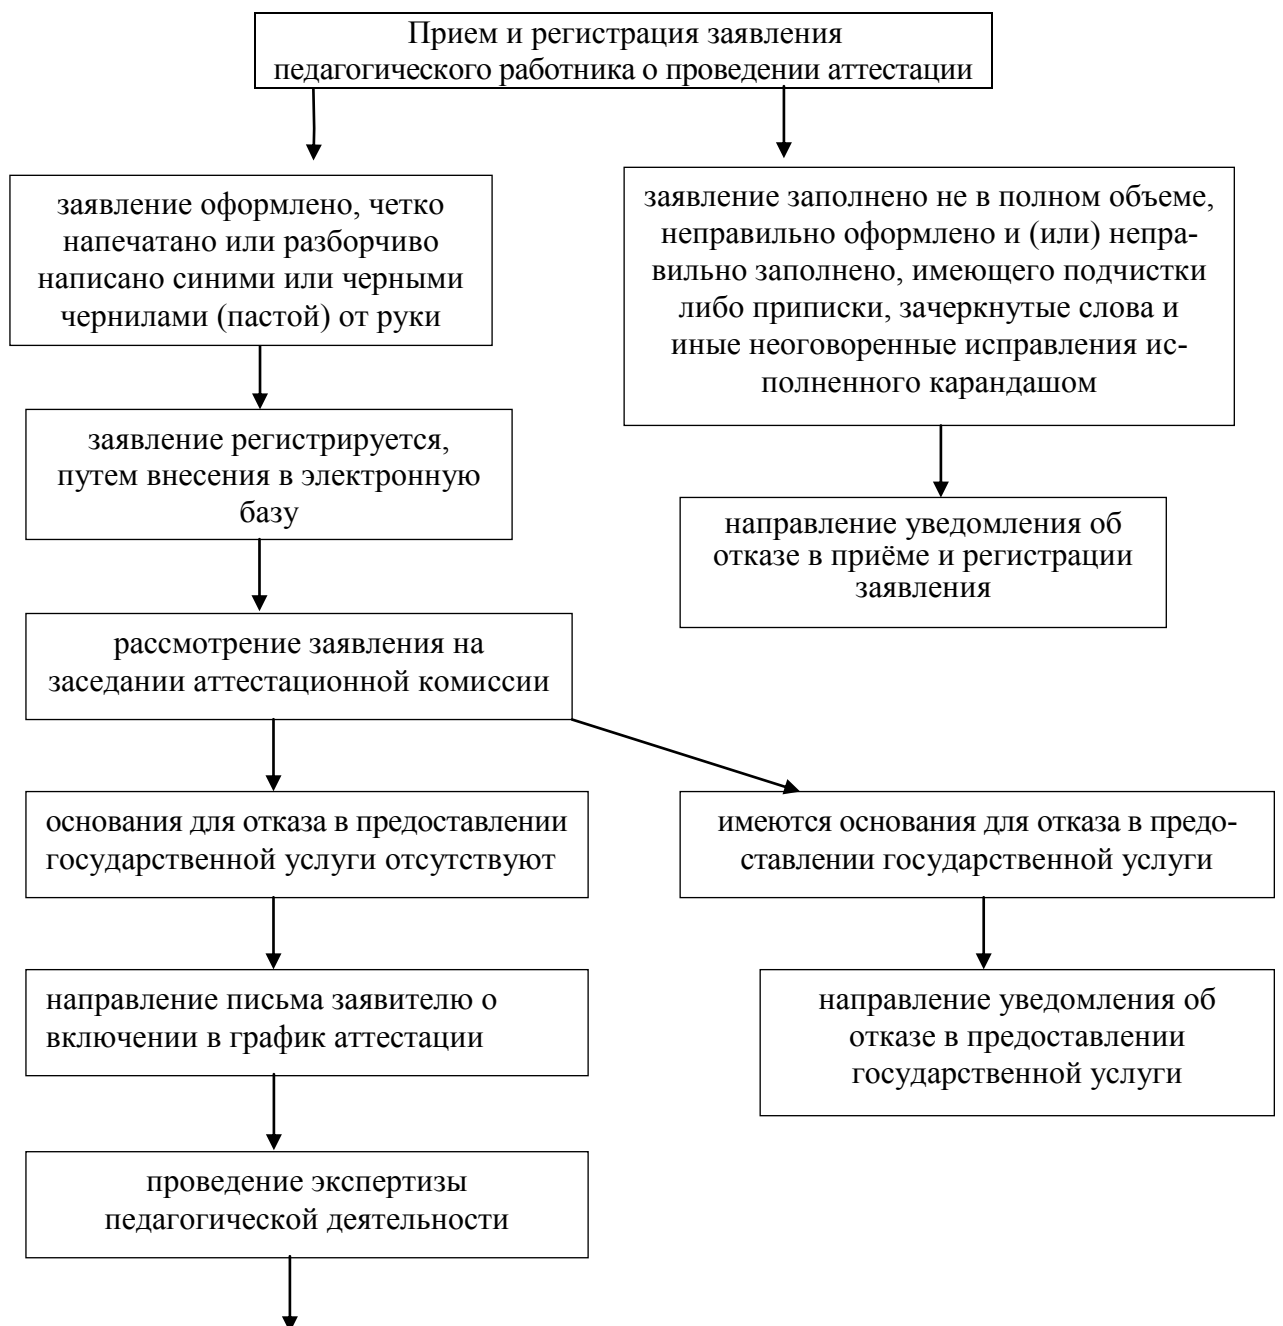 Прием и регистрация заявления
педагогического работника о проведении аттестации
заявление оформлено, четко
напечатано или разборчиво
написано синими или черными
чернилами (пастой) от руки
заявление заполнено не в полном объеме,
неправильно оформлено и (или) непра-
вильно заполнено, имеющего подчистки
либо приписки, зачеркнутые слова и
иные неоговоренные исправления ис-
полненного карандашом
заявление регистрируется,
путем внесения в электронную
базу
направление уведомления об
отказе в приёме и регистрации
заявления
рассмотрение заявления на
заседании аттестационной комиссии
основания для отказа в предоставлении
государственной услуги отсутствуют
имеются основания для отказа в предо-
ставлении государственной услуги
направление письма заявителю о
включении в график аттестации
направление уведомления об
отказе в предоставлении
государственной услуги
проведение экспертизы
педагогической деятельности